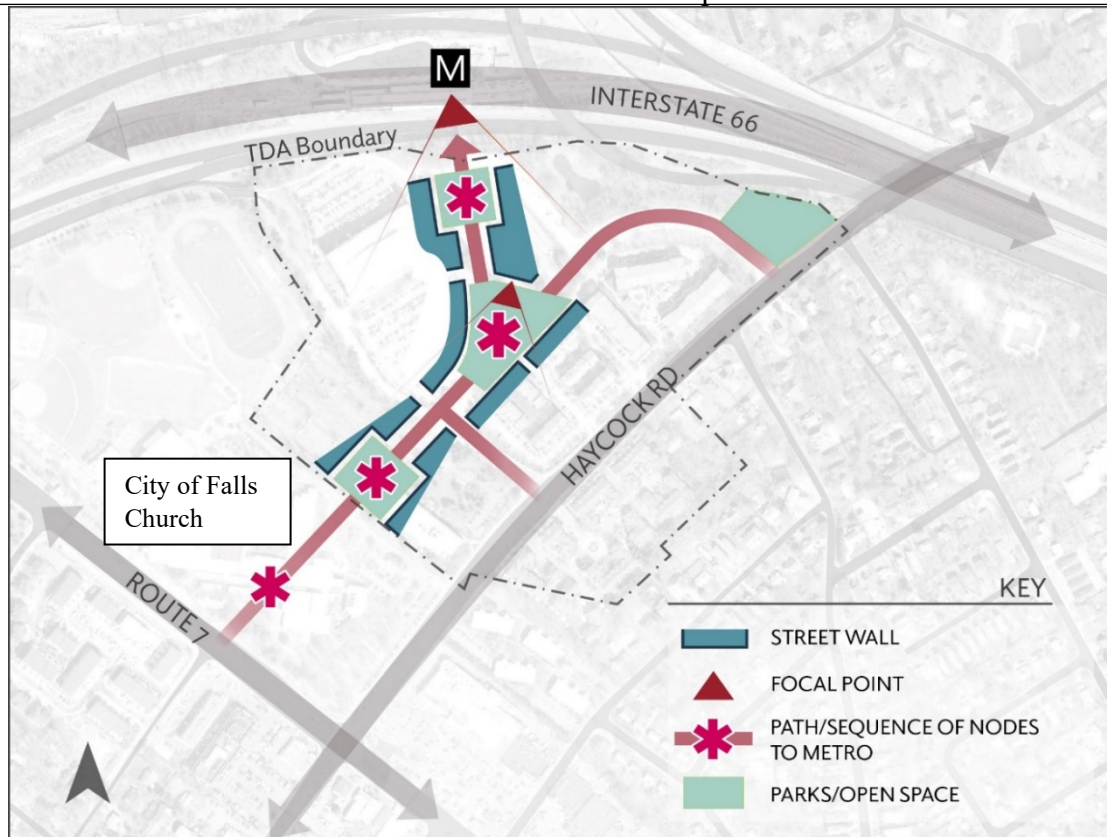 M
INTERSTATE 66
TDA Boundary
HAYCOCK RD
City of Falls
Church
ROUTE 7
KEY
STREET WALL
FOCAL POINT
PATH/SEQUENCE OF NODES
TO METRO
PARKS/OPEN SPACE